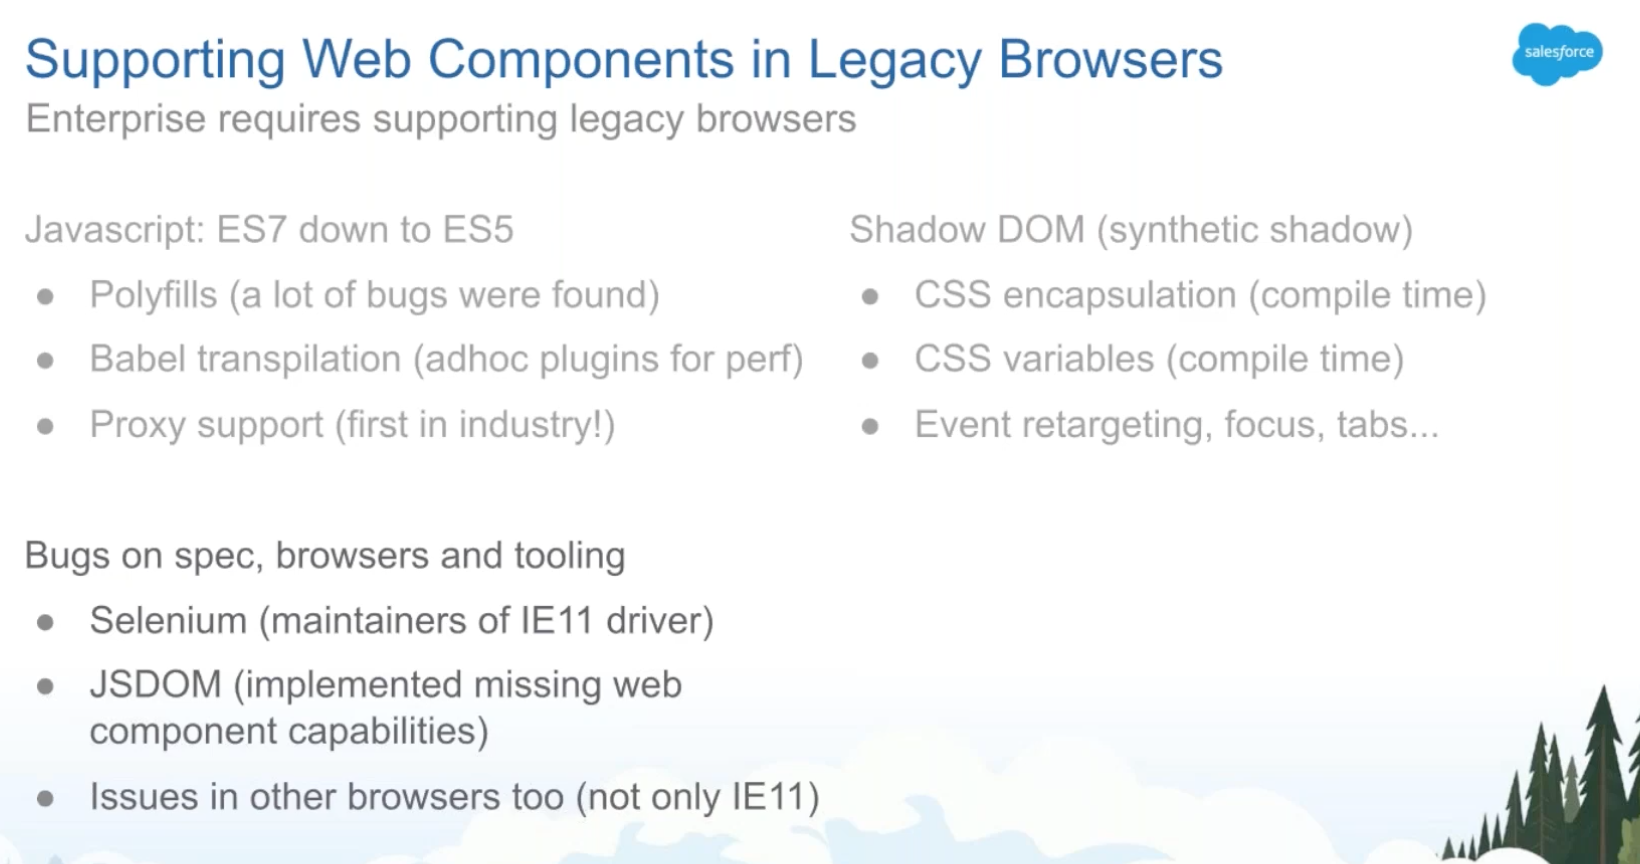 Supporting Web Components in Legacy Browsers
salesforce
Enterprise requires supporting legacy browsers
Javascript: ES7 down to ES5
● Polyfills (a lot of bugs were found)
● Babel transpilation (adhoc plugins for perf)
● Proxy support (first in industry!)
Shadow DOM (synthetic shadow)
● CSS encapsulation (compile time)
● CSS variables (compile time)
● Event retargeting, focus, tabs...
Bugs on spec, browsers and tooling
● Selenium (maintainers of IE11 driver)
● JSDOM (implemented missing web
component capabilities)
● Issues in other browsers too (not only IE11)